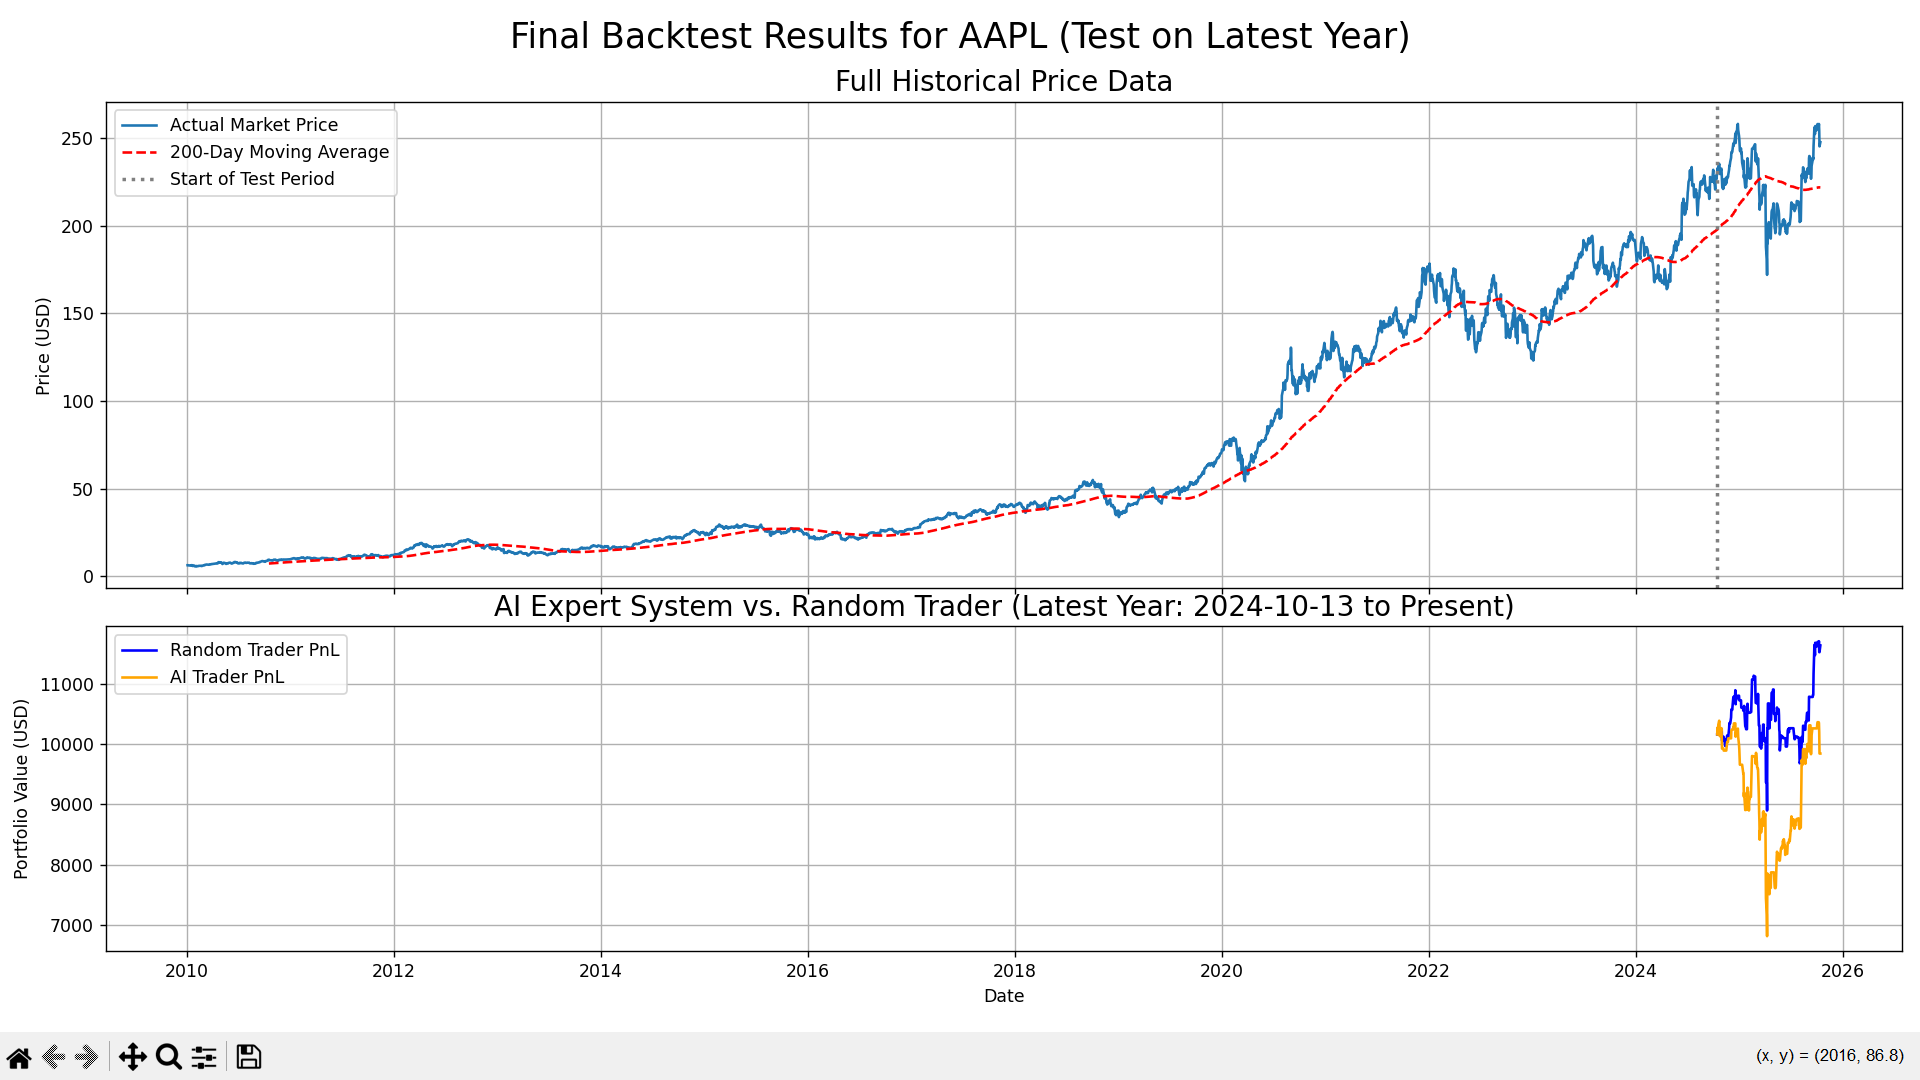 Final Backtest Results for AAPL (Test on Latest Year)
Full Historical Price Data
Actual Market Price
200-Day Moving Average
Start of Test Period
250
200
150
100
50
0
Price (USD)
AI Expert System vs. Random Trader (Latest Year: 2024-10-13 to Present)
Random Trader PnL
AI Trader PnL
11000
10000
9000
8000
7000
Portfolio Value (USD)
2010 2012 2014 2016 2018 2020 2022 2024 2026
Date
(x, y) = (2016, 86.8)